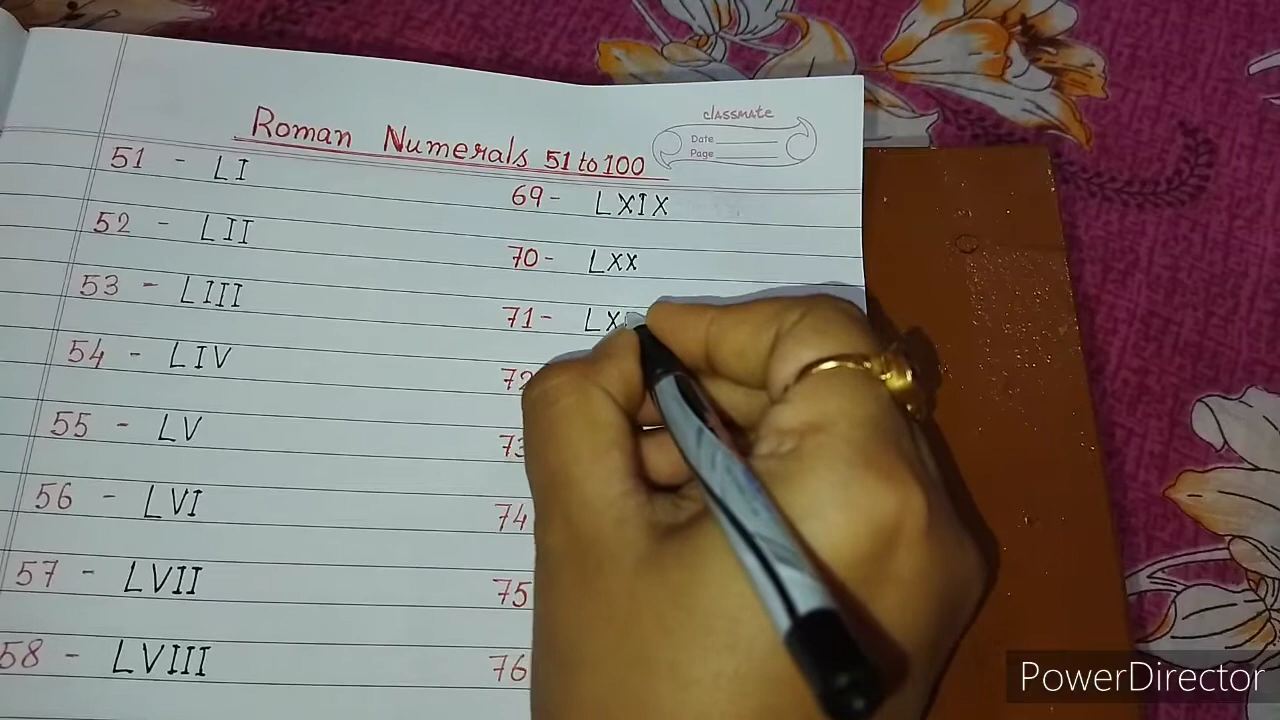 classmate
Date
Page
Roman Numerals 51 to 100
51 - LI
52 - LII
53 - LIII
54 - LIV
55 - LV
56 - LVI
57 - LVII
58 - LVIII
69 - LXIX
70 - LXX
71 - LX
72
73
74
75
76
PowerDirector